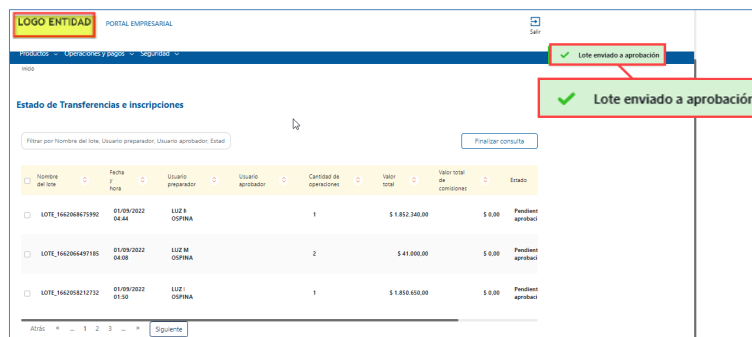 LOGO ENTIDAD PORTAL EMPRESARIAL
Salir
Productos Operaciones y pagos Seguridad
Lote enviado a aprobación
Inicio
Lote enviado a aprobación
Estado de Transferencias e inscripciones
Filtrar por Nombre del lote, Usuario preparador, Usuario aprobador, Estad
Finalizar consulta
Nombre del lote Fecha y hora Usuario preparador Usuario aprobador Cantidad de operaciones Valor total Valor total de comisiones Estado
LOTE_1662068675992 01/09/2022 LUZ 1 $ 1.852.340,00 $ 0,00 Pendient
04:44 OSPINA aprobaci
LOTE_1662066497185 01/09/2022 LUZ M 2 $ 41.000,00 $ 0,00 Pendient
04:08 OSPINA aprobaci
LOTE_1662058212732 01/09/2022 LUZ 1 $ 1.850.650,00 $ 0,00 Pendient
01:50 OSPINA aprobaci
Atrás « ... 1 2 3 ... » Siguiente